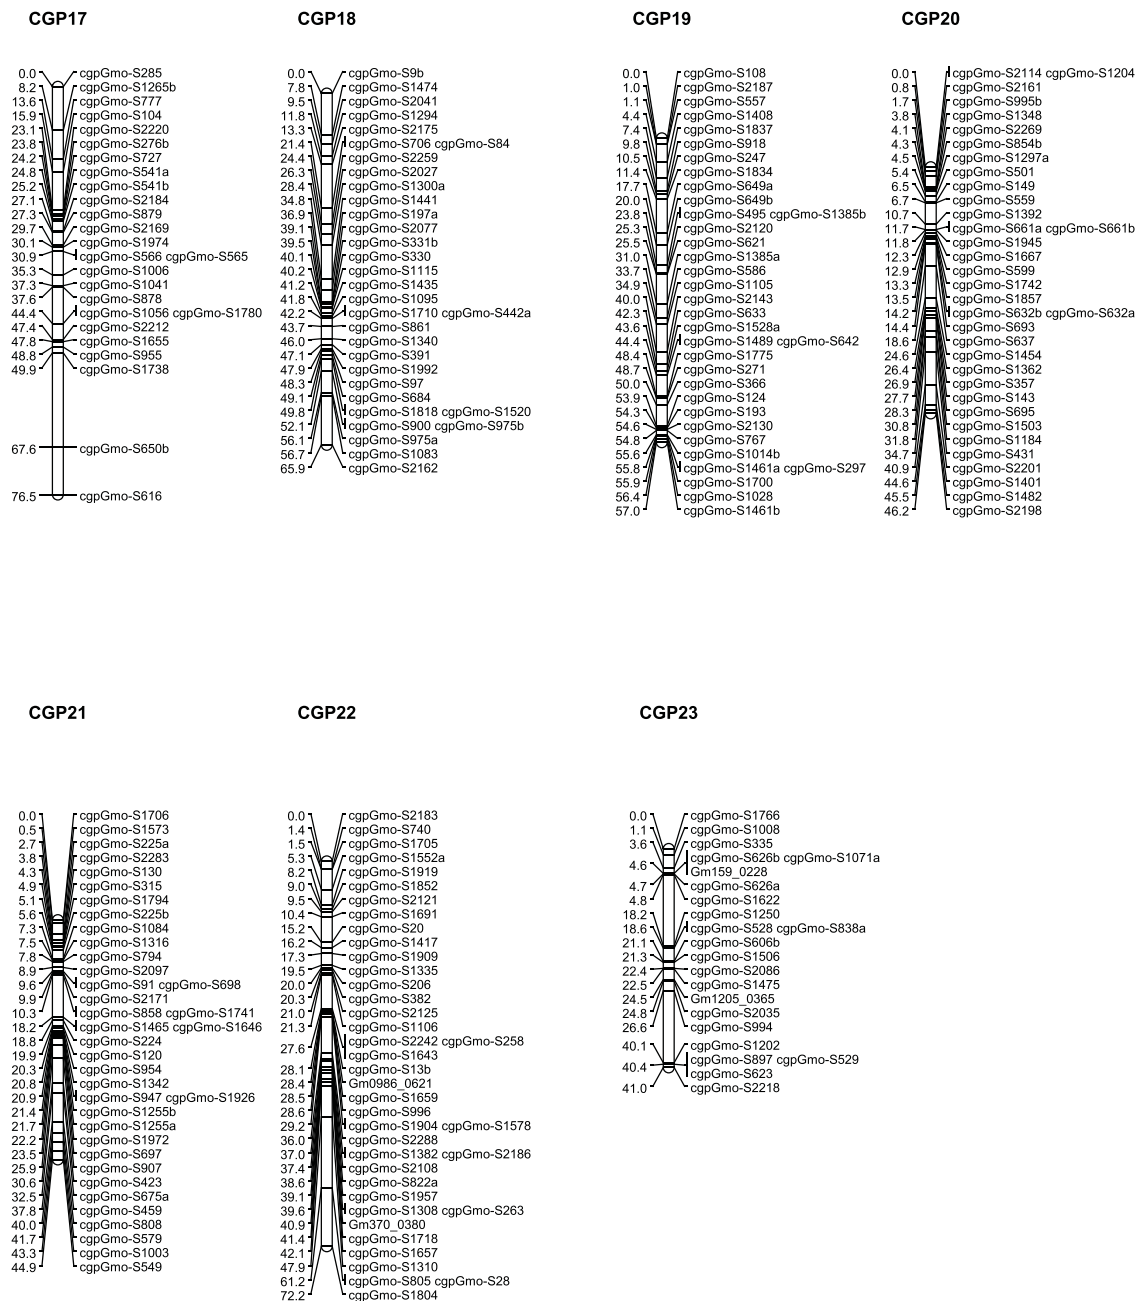 CGP17
0.0 cgpGmo-S285
8.2 cgpGmo-S1265b
13.6 cgpGmo-S777
15.9 cgpGmo-S104
23.1 cgpGmo-S2220
23.8 cgpGmo-S276b
24.2 cgpGmo-S727
24.8 cgpGmo-S541a
25.2 cgpGmo-S541b
27.1 cgpGmo-S2184
27.3 cgpGmo-S879
29.7 cgpGmo-S2169
30.1 cgpGmo-S1974
30.9 cgpGmo-S566 cgpGmo-S565
35.3 cgpGmo-S1006
37.3 cgpGmo-S1041
37.6 cgpGmo-S878
44.4 cgpGmo-S1056 cgpGmo-S1780
47.4 cgpGmo-S2212
47.8 cgpGmo-S1655
48.8 cgpGmo-S955
49.9 cgpGmo-S1738
67.6 cgpGmo-S650b
76.5 cgpGmo-S616
CGP18
0.0 cgpGmo-S9b
7.8 cgpGmo-S1474
9.5 cgpGmo-S2041
11.8 cgpGmo-S1294
13.3 cgpGmo-S2175
21.4 cgpGmo-S706 cgpGmo-S84
24.4 cgpGmo-S2259
26.3 cgpGmo-S2027
28.4 cgpGmo-S1300a
34.8 cgpGmo-S1441
36.9 cgpGmo-S197a
39.1 cgpGmo-S2077
39.5 cgpGmo-S331b
40.1 cgpGmo-S330
40.2 cgpGmo-S1115
41.2 cgpGmo-S1435
41.8 cgpGmo-S1095
42.2 cgpGmo-S1710 cgpGmo-S442a
43.7 cgpGmo-S861
46.0 cgpGmo-S1340
47.1 cgpGmo-S391
47.9 cgpGmo-S1992
48.3 cgpGmo-S97
49.1 cgpGmo-S684
49.8 cgpGmo-S1818 cgpGmo-S1520
52.1 cgpGmo-S900 cgpGmo-S975b
56.1 cgpGmo-S975a
56.7 cgpGmo-S1083
65.9 cgpGmo-S2162
CGP19
0.0 cgpGmo-S108
1.0 cgpGmo-S2187
1.1 cgpGmo-S557
4.4 cgpGmo-S1408
7.4 cgpGmo-S1837
9.8 cgpGmo-S918
10.5 cgpGmo-S247
11.4 cgpGmo-S1834
17.7 cgpGmo-S649a
20.0 cgpGmo-S649b
23.8 cgpGmo-S495 cgpGmo-S1385b
25.3 cgpGmo-S2120
25.5 cgpGmo-S621
31.0 cgpGmo-S1385a
33.7 cgpGmo-S586
34.9 cgpGmo-S1105
40.0 cgpGmo-S2143
42.3 cgpGmo-S633
43.6 cgpGmo-S1528a
44.4 cgpGmo-S1489 cgpGmo-S642
48.4 cgpGmo-S1775
48.7 cgpGmo-S271
50.0 cgpGmo-S366
53.9 cgpGmo-S124
54.3 cgpGmo-S193
54.6 cgpGmo-S2130
54.8 cgpGmo-S767
55.6 cgpGmo-S1014b
55.8 cgpGmo-S1461a cgpGmo-S297
55.9 cgpGmo-S1700
56.4 cgpGmo-S1028
57.0 cgpGmo-S1461b
CGP20
0.0 cgpGmo-S2114 cgpGmo-S1204
0.8 cgpGmo-S2161
1.7 cgpGmo-S995b
3.8 cgpGmo-S1348
4.1 cgpGmo-S2269
4.3 cgpGmo-S854b
4.5 cgpGmo-S1297a
5.4 cgpGmo-S501
6.5 cgpGmo-S149
6.7 cgpGmo-S559
10.7 cgpGmo-S1392
11.7 cgpGmo-S661a cgpGmo-S661b
11.8 cgpGmo-S1945
12.3 cgpGmo-S1667
12.9 cgpGmo-S599
13.3 cgpGmo-S1742
13.5 cgpGmo-S1857
14.2 cgpGmo-S632b cgpGmo-S632a
14.4 cgpGmo-S693
18.6 cgpGmo-S637
24.6 cgpGmo-S1454
26.4 cgpGmo-S1362
26.9 cgpGmo-S357
27.7 cgpGmo-S143
28.3 cgpGmo-S695
30.8 cgpGmo-S1503
31.8 cgpGmo-S1184
34.7 cgpGmo-S431
40.9 cgpGmo-S2201
44.6 cgpGmo-S1401
45.5 cgpGmo-S1482
46.2 cgpGmo-S2198
CGP21
0.0 cgpGmo-S1706
0.5 cgpGmo-S1573
2.7 cgpGmo-S225a
3.8 cgpGmo-S2283
4.3 cgpGmo-S130
4.9 cgpGmo-S315
5.1 cgpGmo-S1794
5.6 cgpGmo-S225b
7.3 cgpGmo-S1084
7.5 cgpGmo-S1316
7.8 cgpGmo-S794
8.9 cgpGmo-S2097
9.6 cgpGmo-S91 cgpGmo-S698
9.9 cgpGmo-S2171
10.3 cgpGmo-S858 cgpGmo-S1741
18.2 cgpGmo-S1465 cgpGmo-S1646
18.8 cgpGmo-S224
19.9 cgpGmo-S120
20.3 cgpGmo-S954
20.8 cgpGmo-S1342
20.9 cgpGmo-S947 cgpGmo-S1926
21.4 cgpGmo-S1255b
21.7 cgpGmo-S1255a
22.2 cgpGmo-S1972
23.5 cgpGmo-S697
25.9 cgpGmo-S907
30.6 cgpGmo-S423
32.5 cgpGmo-S675a
37.8 cgpGmo-S459
40.0 cgpGmo-S808
41.7 cgpGmo-S579
43.3 cgpGmo-S1003
44.9 cgpGmo-S549
CGP22
0.0 cgpGmo-S2183
1.4 cgpGmo-S740
1.5 cgpGmo-S1705
5.3 cgpGmo-S1552a
8.2 cgpGmo-S1919
9.0 cgpGmo-S1852
9.5 cgpGmo-S2121
10.4 cgpGmo-S1691
15.2 cgpGmo-S20
16.2 cgpGmo-S1417
17.3 cgpGmo-S1909
19.5 cgpGmo-S1335
20.0 cgpGmo-S206
20.3 cgpGmo-S382
21.0 cgpGmo-S2125
21.3 cgpGmo-S1106
27.6 cgpGmo-S2242 cgpGmo-S258
cgpGmo-S1643
28.1 cgpGmo-S13b
28.4 Gm0986_0621
28.5 cgpGmo-S1659
28.6 cgpGmo-S996
29.2 cgpGmo-S1904 cgpGmo-S1578
36.0 cgpGmo-S2288
37.0 cgpGmo-S1382 cgpGmo-S2186
37.4 cgpGmo-S2108
38.6 cgpGmo-S822a
39.1 cgpGmo-S1957
39.6 cgpGmo-S1308 cgpGmo-S263
40.9 Gm370_0380
41.4 cgpGmo-S1718
42.1 cgpGmo-S1657
47.9 cgpGmo-S1310
61.2 cgpGmo-S805 cgpGmo-S28
72.2 cgpGmo-S1804
CGP23
0.0 cgpGmo-S1766
1.1 cgpGmo-S1008
3.6 cgpGmo-S335
4.6 cgpGmo-S626b cgpGmo-S1071a
Gm159_0228
4.7 cgpGmo-S626a
4.8 cgpGmo-S1622
18.2 cgpGmo-S1250
18.6 cgpGmo-S528 cgpGmo-S838a
21.1 cgpGmo-S606b
21.3 cgpGmo-S1506
22.4 cgpGmo-S2086
22.5 cgpGmo-S1475
24.5 Gm1205_0365
24.8 cgpGmo-S2035
26.6 cgpGmo-S994
40.1 cgpGmo-S1202
40.4 cgpGmo-S897 cgpGmo-S529
cgpGmo-S623
41.0 cgpGmo-S2218